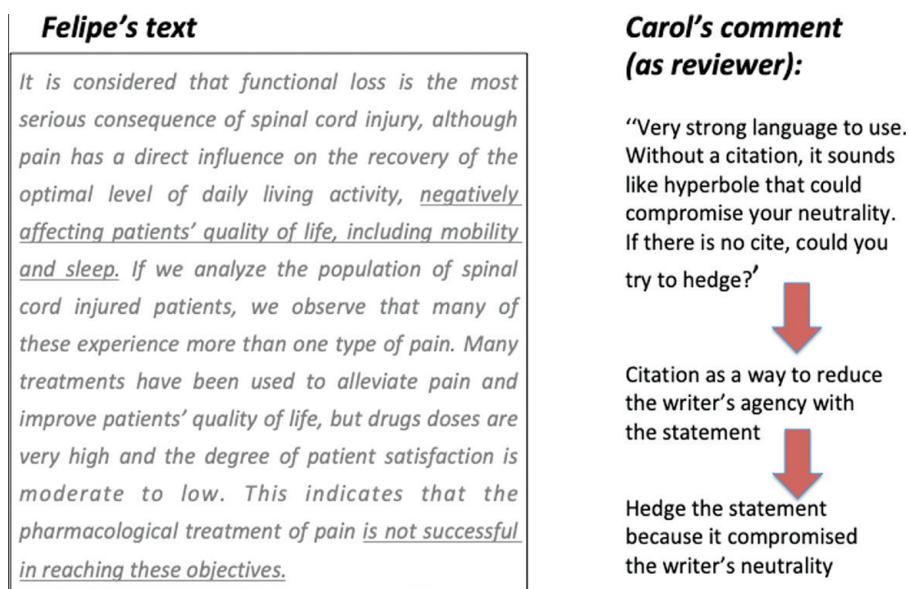 Felipe's text
It is considered that functional loss is the most
serious consequence of spinal cord injury, although
pain has a direct influence on the recovery of the
optimal level of daily living activity, negatively
affecting patients' quality of life, including mobility
and sleep. If we analyze the population of spinal
cord injured patients, we observe that many of
these experience more than one type of pain. Many
treatments have been used to alleviate pain and
improve patients' quality of life, but drugs doses are
very high and the degree of patient satisfaction is
moderate to low. This indicates that the
pharmacological treatment of pain is not successful
in reaching these objectives.
Carol's comment
(as reviewer):
‘‘Very strong language to use.
Without a citation, it sounds
like hyperbole that could
compromise your neutrality.
If there is no cite, could you
try to hedge?’
Citation as a way to reduce
the writer's agency with
the statement
Hedge the statement
because it compromised
the writer's neutrality